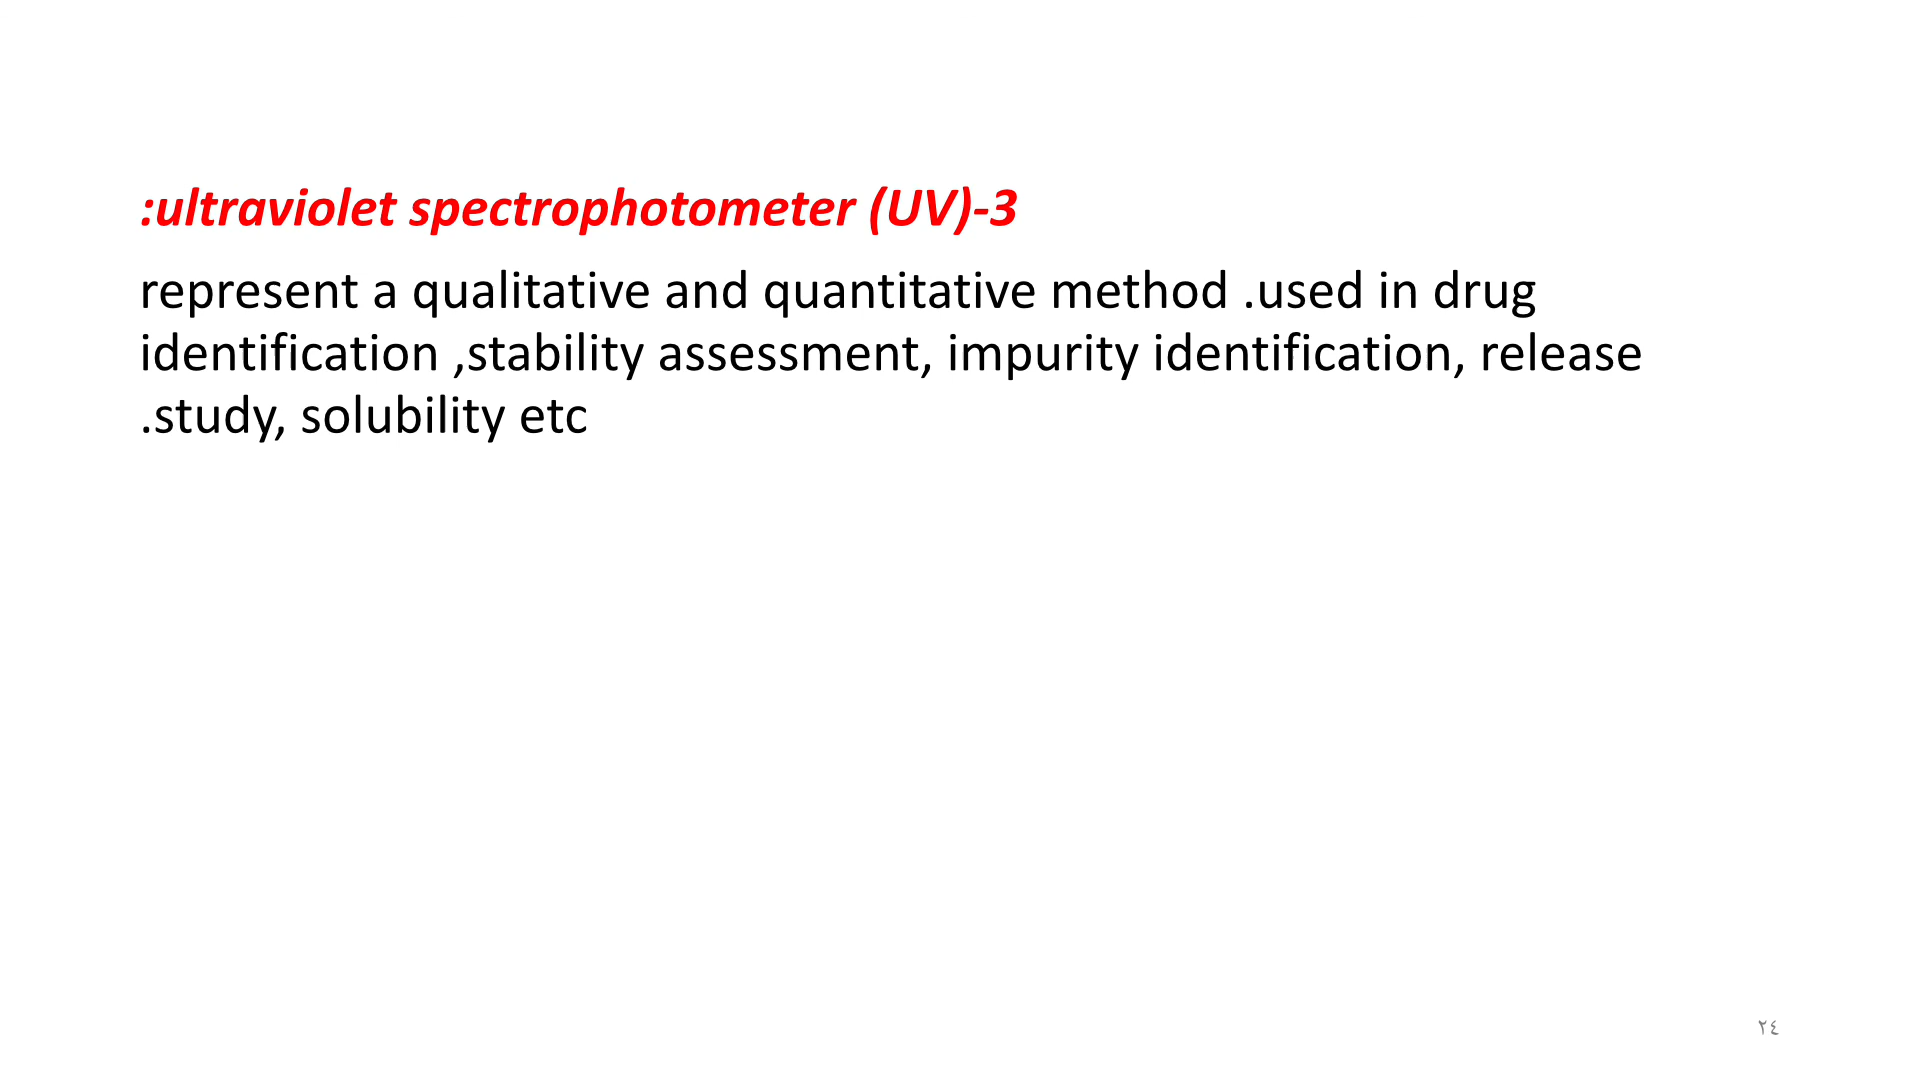 :ultraviolet spectrophotometer (UV)-3
represent a qualitative and quantitative method .used in drug
identification ,stability assessment, impurity identification, release
.study, solubility etc
٢٤